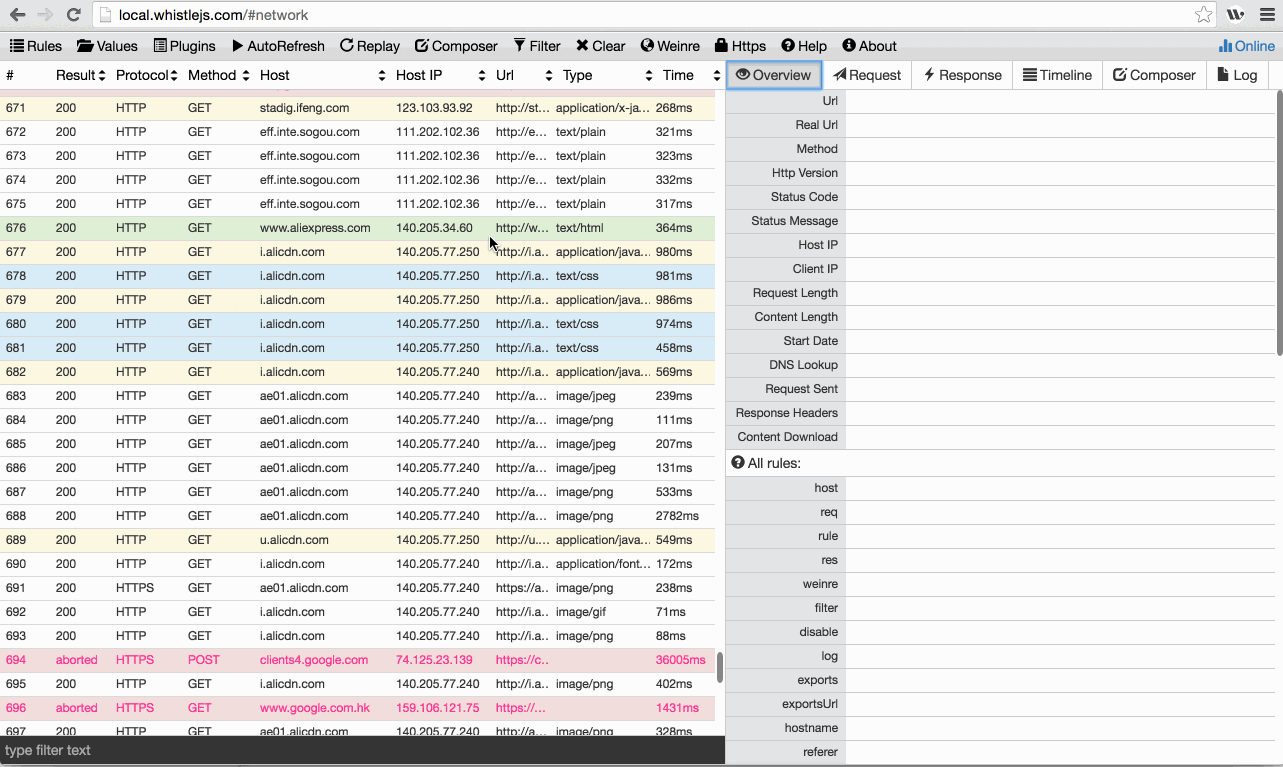 local.whistlejs.com/#network
Rules Values Plugins AutoRefresh Replay Composer Filter Clear Weinre Https Help About Online
# Result Protocol Method Host Host IP Url Type Time
671 200 HTTP GET stadig.ifeng.com 123.103.93.92 http://st... application/x-ja... 268ms
672 200 HTTP GET eff.inte.sogou.com 111.202.102.36 http://e... text/plain 321ms
673 200 HTTP GET eff.inte.sogou.com 111.202.102.36 http://e... text/plain 323ms
674 200 HTTP GET eff.inte.sogou.com 111.202.102.36 http://e... text/plain 332ms
675 200 HTTP GET eff.inte.sogou.com 111.202.102.36 http://e... text/plain 317ms
676 200 HTTP GET www.aliexpress.com 140.205.34.60 http://w... text/html 364ms
677 200 HTTP GET i.alicdn.com 140.205.77.250 http://i.a... application/java... 980ms
678 200 HTTP GET i.alicdn.com 140.205.77.250 http://i.a... text/css 981ms
679 200 HTTP GET i.alicdn.com 140.205.77.250 http://i.a... application/java... 986ms
680 200 HTTP GET i.alicdn.com 140.205.77.250 http://i.a... text/css 974ms
681 200 HTTP GET i.alicdn.com 140.205.77.250 http://i.a... text/css 458ms
682 200 HTTP GET i.alicdn.com 140.205.77.240 http://i.a... application/java... 569ms
683 200 HTTP GET ae01.alicdn.com 140.205.77.240 http://a... image/jpeg 239ms
684 200 HTTP GET ae01.alicdn.com 140.205.77.240 http://a... image/png 111ms
685 200 HTTP GET ae01.alicdn.com 140.205.77.240 http://a... image/jpeg 207ms
686 200 HTTP GET ae01.alicdn.com 140.205.77.240 http://a... image/jpeg 131ms
687 200 HTTP GET ae01.alicdn.com 140.205.77.240 http://a... image/png 533ms
688 200 HTTP GET ae01.alicdn.com 140.205.77.240 http://a... image/png 2782ms
689 200 HTTP GET u.alicdn.com 140.205.77.250 http://u.... application/java... 549ms
690 200 HTTP GET i.alicdn.com 140.205.77.240 http://i.a... application/font... 172ms
691 200 HTTPS GET ae01.alicdn.com 140.205.77.240 https://a... image/png 238ms
692 200 HTTP GET i.alicdn.com 140.205.77.240 http://i.a... image/gif 71ms
693 200 HTTP GET i.alicdn.com 140.205.77.240 http://i.a... image/png 88ms
694 aborted HTTPS POST clients4.google.com 74.125.23.139 https://c... 36005ms
695 200 HTTP GET i.alicdn.com 140.205.77.240 http://i.a... image/png 402ms
696 aborted HTTPS GET www.google.com.hk 159.106.121.75 https://... 1431ms
697 200 HTTP GET ae01.alicdn.com 140.205.77.240 http://a... image/png 328ms
type filter text
Overview Request Response Timeline Composer Log
Url
Real Url
Method
Http Version
Status Code
Status Message
Host IP
Client IP
Request Length
Content Length
Start Date
DNS Lookup
Request Sent
Response Headers
Content Download
All rules:
host
req
rule
res
weinre
filter
disable
log
exports
exportsUrl
hostname
referer